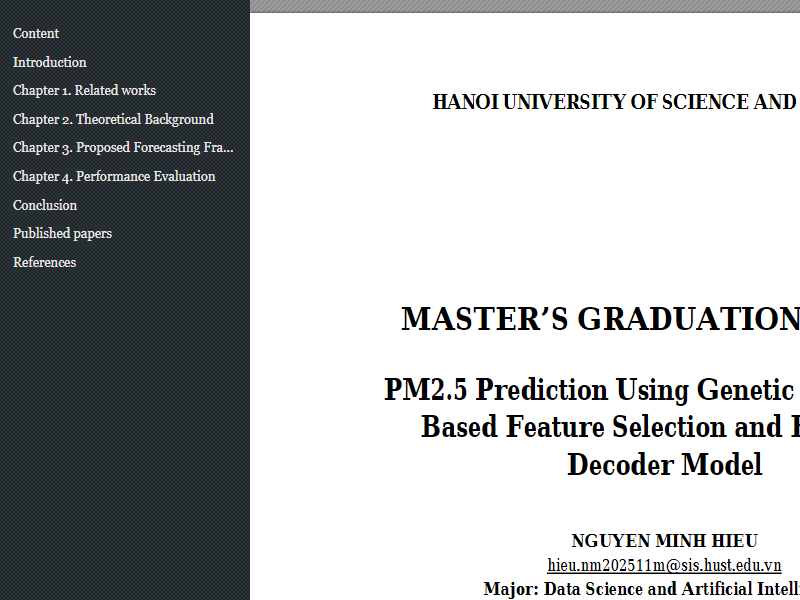 Content
Introduction
Chapter 1. Related works
Chapter 2. Theoretical Background
Chapter 3. Proposed Forecasting Fra...
Chapter 4. Performance Evaluation
Conclusion
Published papers
References
HANOI UNIVERSITY OF SCIENCE AND
MASTER’S GRADUATION
PM2.5 Prediction Using Genetic
Based Feature Selection and
Decoder Model
NGUYEN MINH HIEU
hieu.nm202511m@sis.hust.edu.vn
Major: Data Science and Artificial